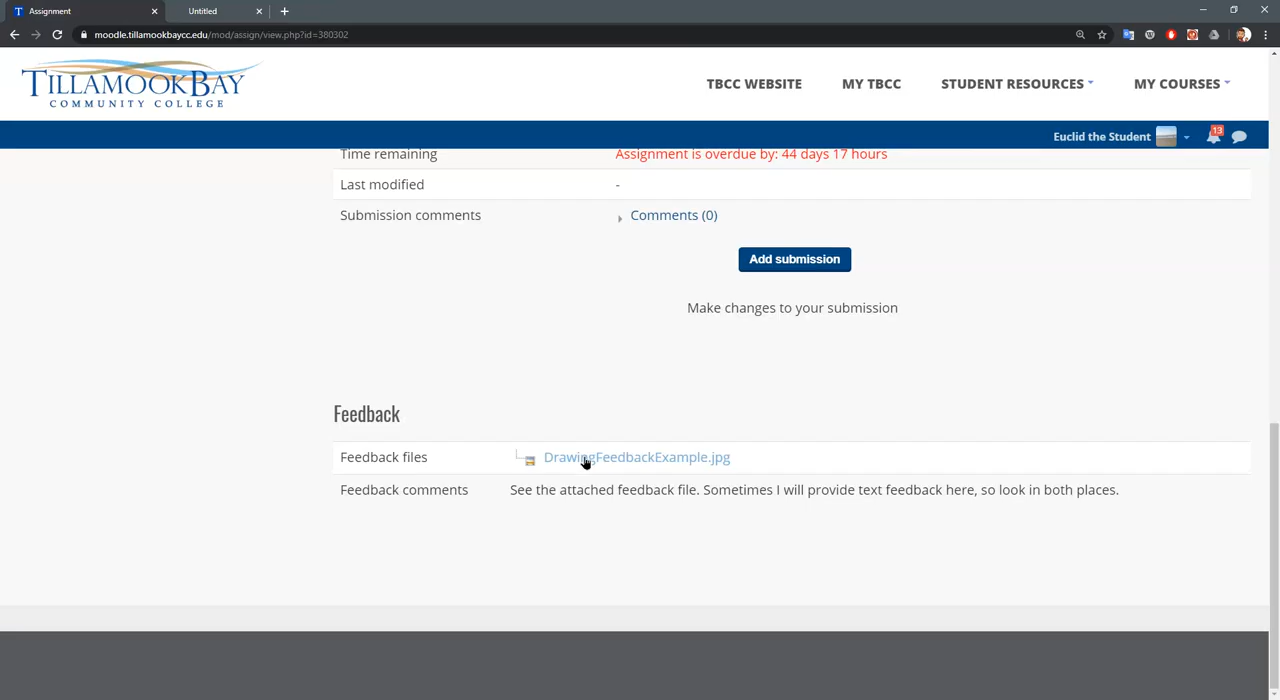 Assignment
Untitled
moodle.tillamookbaycc.edu/mod/assign/view.php?id=380302
TILLAMOOK BAY
COMMUNITY COLLEGE
TBCC WEBSITE
MY TBCC
STUDENT RESOURCES
MY COURSES
Euclid the Student
13
Time remaining
Assignment is overdue by: 44 days 17 hours
Last modified
-
Submission comments
Comments (0)
Add submission
Make changes to your submission
Feedback
Feedback files
DrawingFeedbackExample.jpg
Feedback comments
See the attached feedback file. Sometimes I will provide text feedback here, so look in both places.